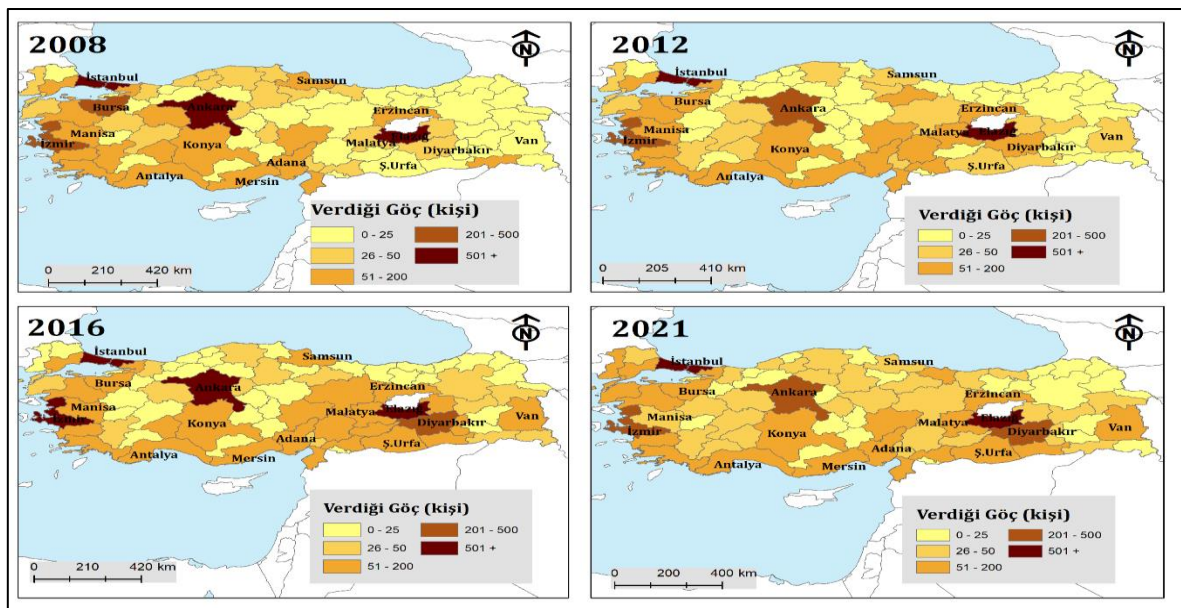 2008
N
İstanbul
Samsun
Bursa
Ankara
Erzincan
Manisa
Elazığ
İzmir
Konya
Malatya
Van
Diyarbakır
Adana
Ş.Urfa
Antalya
Mersin
Verdiği Göç (kişi)
0 - 25
201 - 500
26 - 50
501 +
51 - 200
0 210 420 km
2012
N
İstanbul
Samsun
Bursa
Ankara
Erzincan
Manisa
Malatya
Elazığ
İzmir
Konya
Diyarbakır
Van
Ş.Urfa
Antalya
Verdiği Göç (kişi)
0 - 25
201 - 500
26 - 50
501 +
51 - 200
0 205 410 km
2016
N
İstanbul
Samsun
Bursa
Ankara
Erzincan
Manisa
Malatya
Elazığ
İzmir
Konya
Diyarbakır
Van
Adana
Ş.Urfa
Antalya
Mersin
Verdiği Göç (kişi)
0 - 25
201 - 500
26 - 50
501 +
51 - 200
0 210 420 km
2021
N
İstanbul
Samsun
Bursa
Ankara
Erzincan
Manisa
Malatya
Elazığ
İzmir
Konya
Diyarbakır
Van
Adana
Ş.Urfa
Antalya
Mersin
Verdiği Göç (kişi)
0 - 25
201 - 500
26 - 50
501 +
51 - 200
0 200 400 km